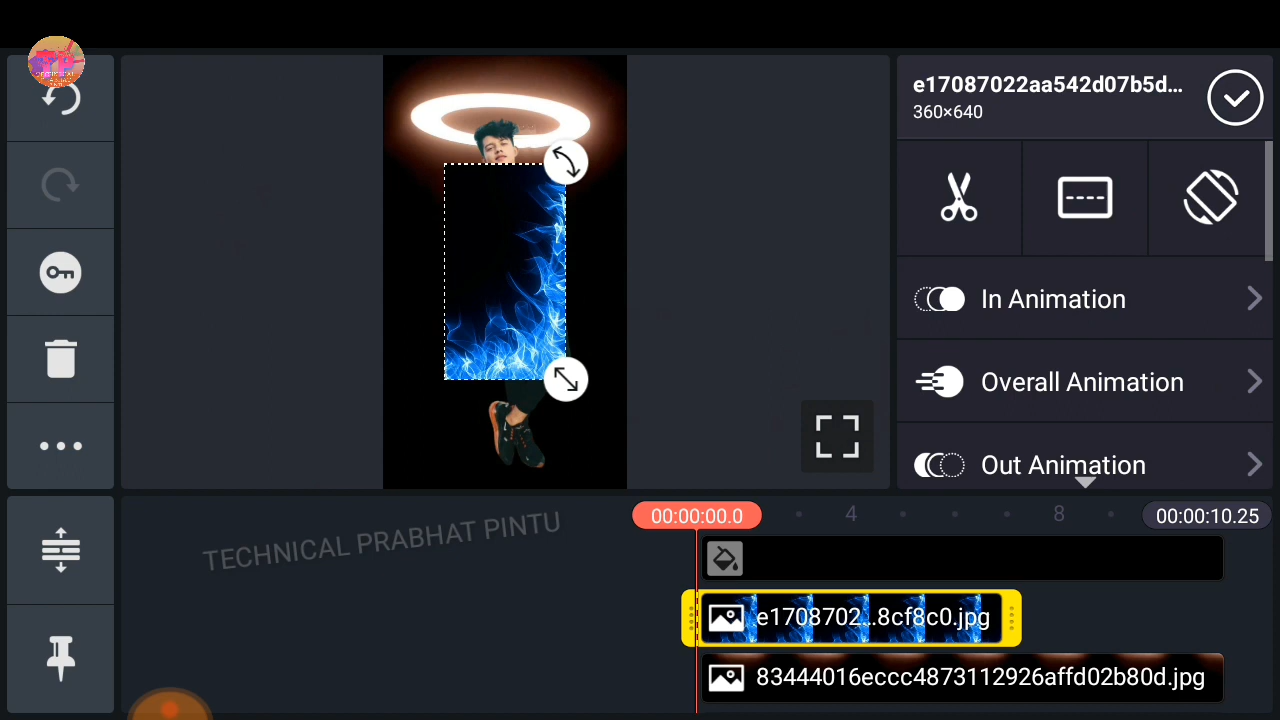 e17087022aa542d07b5d...
360×640
In Animation
Overall Animation
Out Animation
00:00:00.0
4
8
00:00:10.25
TECHNICAL PRABHAT PINTU
e1708702...8cf8c0.jpg
83444016eccc4873112926affd02b80d.jpg